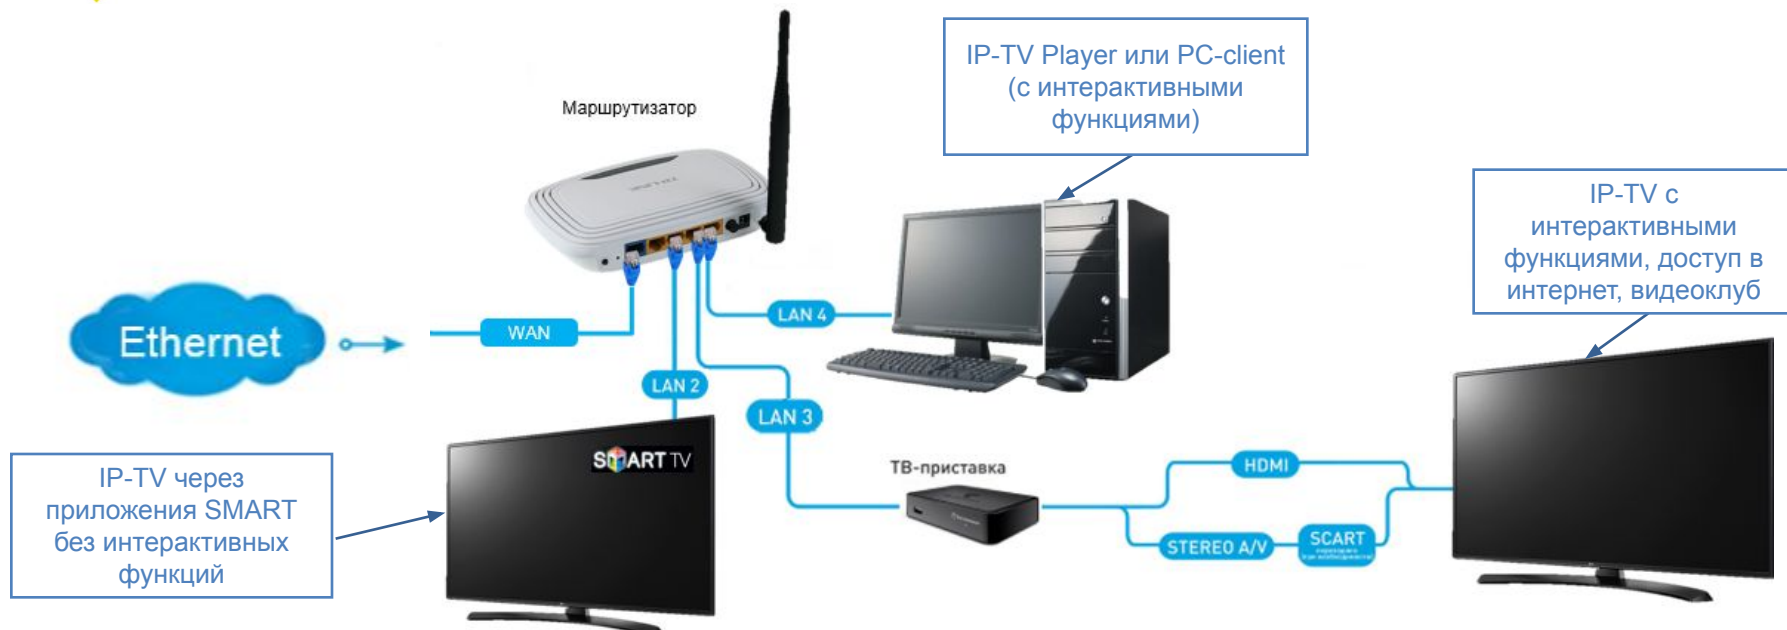 IP-TV Player или PC-client
(с интерактивными
функциями)
Маршрутизатор
TP-LINK
IP-TV с
интерактивными
функциями, доступ в
интернет, видеоклуб
Ethernet
WAN
LAN 4
LAN 2
LAN 3
SMART TV
IP-TV через
приложения SMART
без интерактивных
функций
ТВ-приставка
HDMI
STEREO A/V
SCART